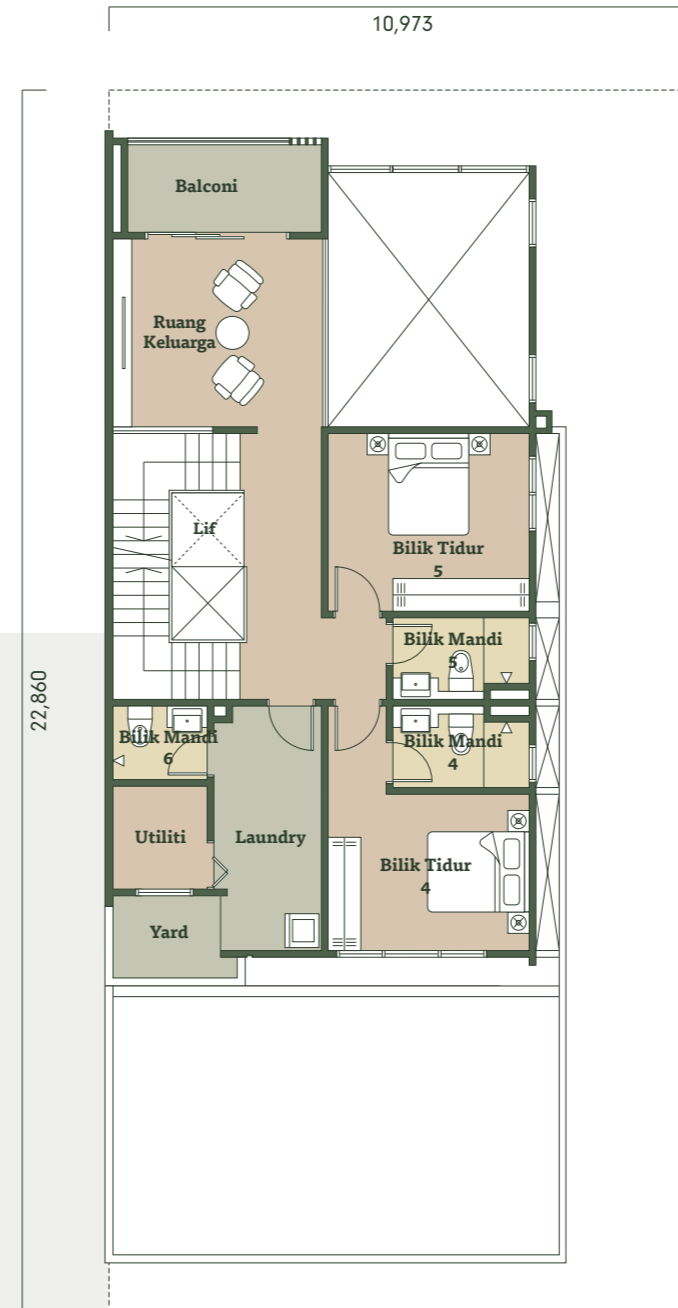 10,973
Balconi
Ruang
Keluarga
Lif
Bilik Tidur
5
Bilik Mandi
5
22,860
Bilik Mandi
6
Bilik Mandi
4
Utiliti
Laundry
Bilik Tidur
4
Yard